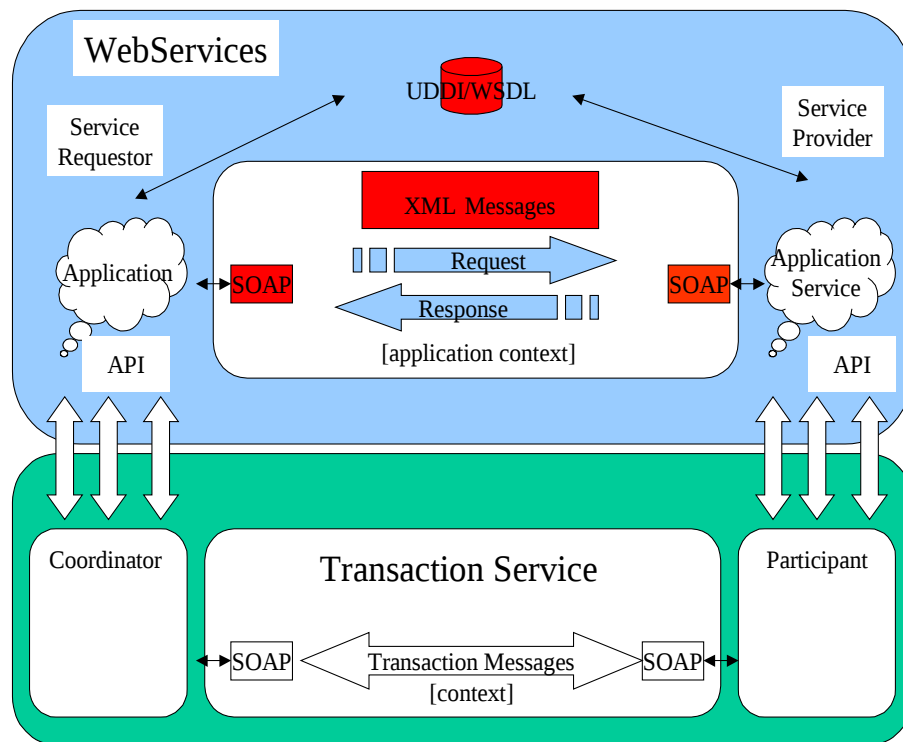 WebServices
UDDI/WSDL
Service
Requestor
Service
Provider
XML Messages
Application
SOAP
Request
SOAP
Application
Service
Response
[application context]
API
API
Coordinator
Transaction Service
Participant
SOAP
Transaction Messages
SOAP
[context]